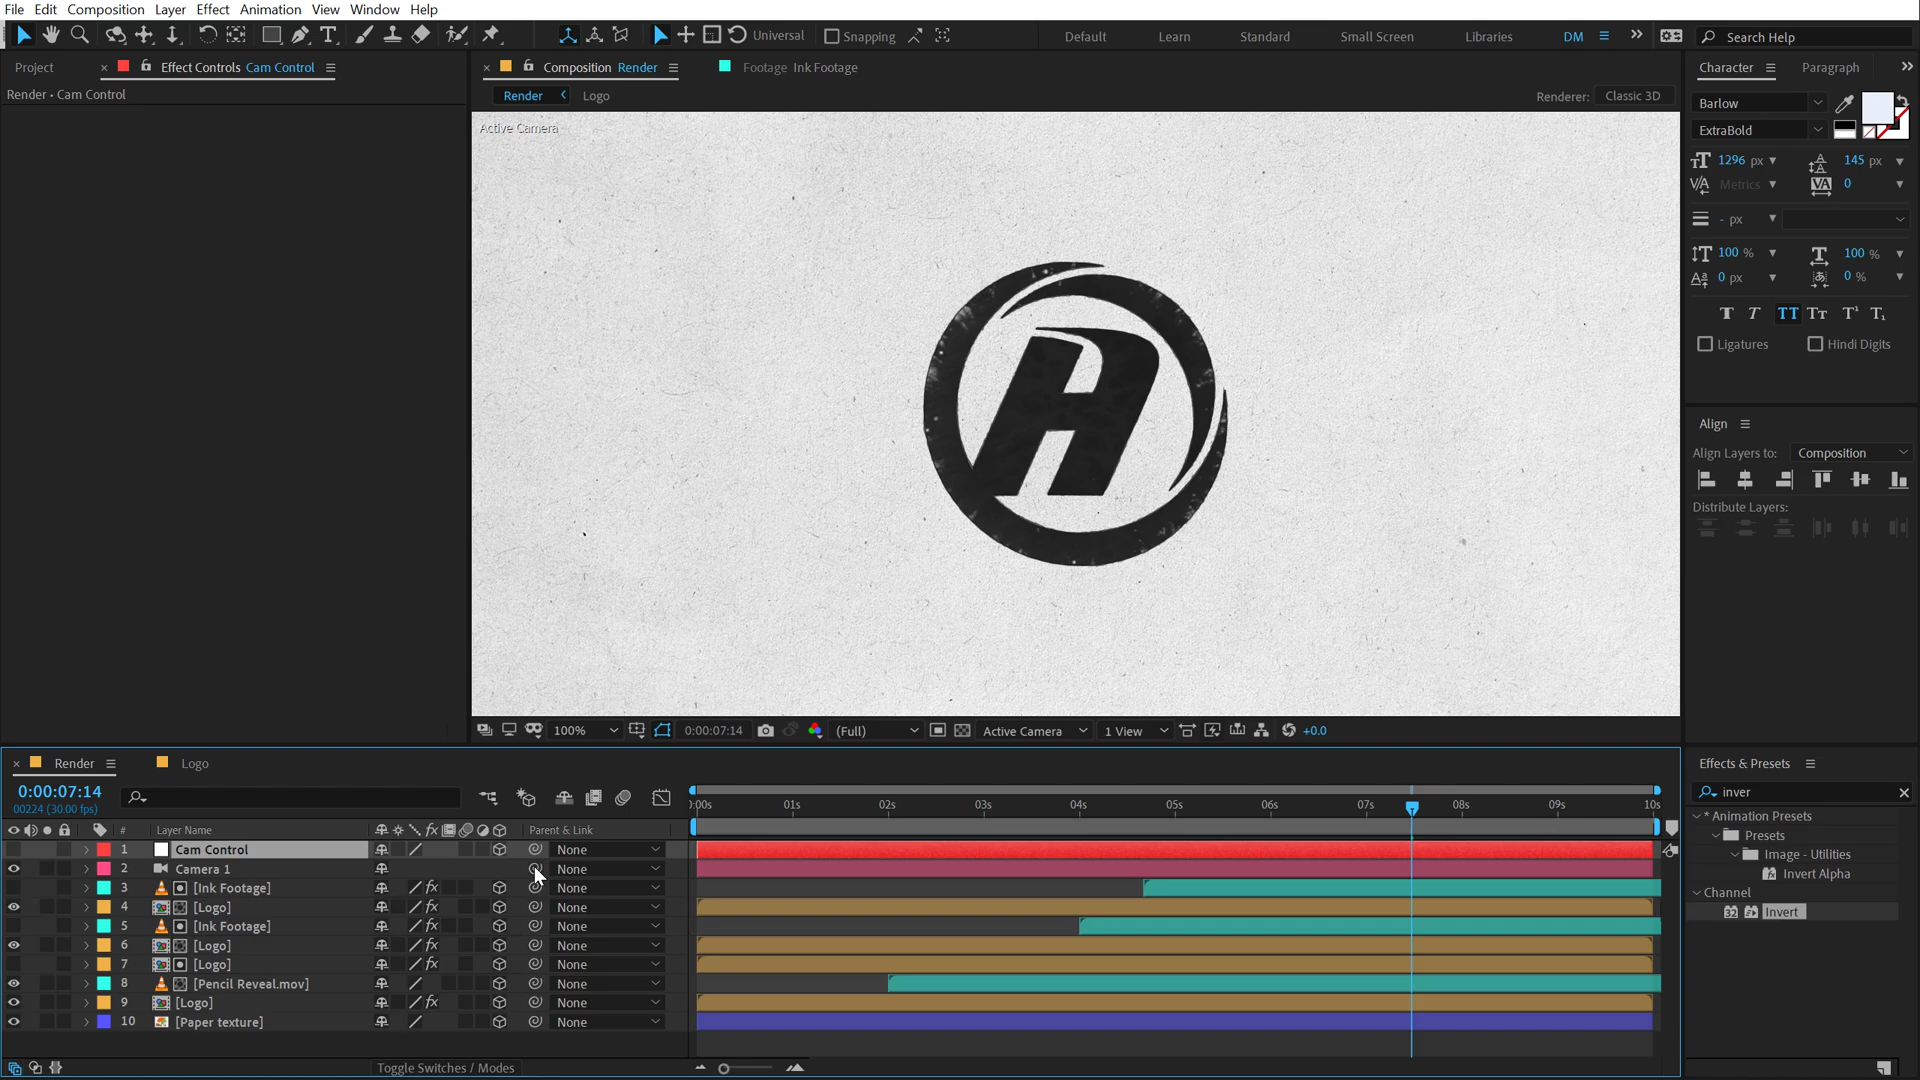 File Edit Composition Layer Effect Animation View Window Help
Universal Snapping Default Learn Standard Small Screen Libraries DM Search Help
Project Effect Controls Cam Control Composition Render Footage Ink Footage Character Paragraph
Render • Cam Control
Render Logo Renderer: Classic 3D
Active Camera
Barlow
ExtraBold
1296 px 145 px
Metrics 0
- px
100 % 100 %
0 px 0 %
Ligatures Hindi Digits
Align
Align Layers to: Composition
Distribute Layers:
100% 0:00:07:14 (Full) Active Camera 1 View +0.0
Render Logo
0:00:07:14
00224 (30.00 fps)
:00s 01s 02s 03s 04s 05s 06s 07s 08s 09s 10s
# Layer Name Parent & Link
1 Cam Control None
2 Camera 1 None
3 [Ink Footage] None
4 [Logo] None
5 [Ink Footage] None
6 [Logo] None
7 [Logo] None
8 [Pencil Reveal.mov] None
9 [Logo] None
10 [Paper texture] None
Toggle Switches / Modes
Effects & Presets
inver
* Animation Presets
Presets
Image - Utilities
Invert Alpha
Channel
32 Invert